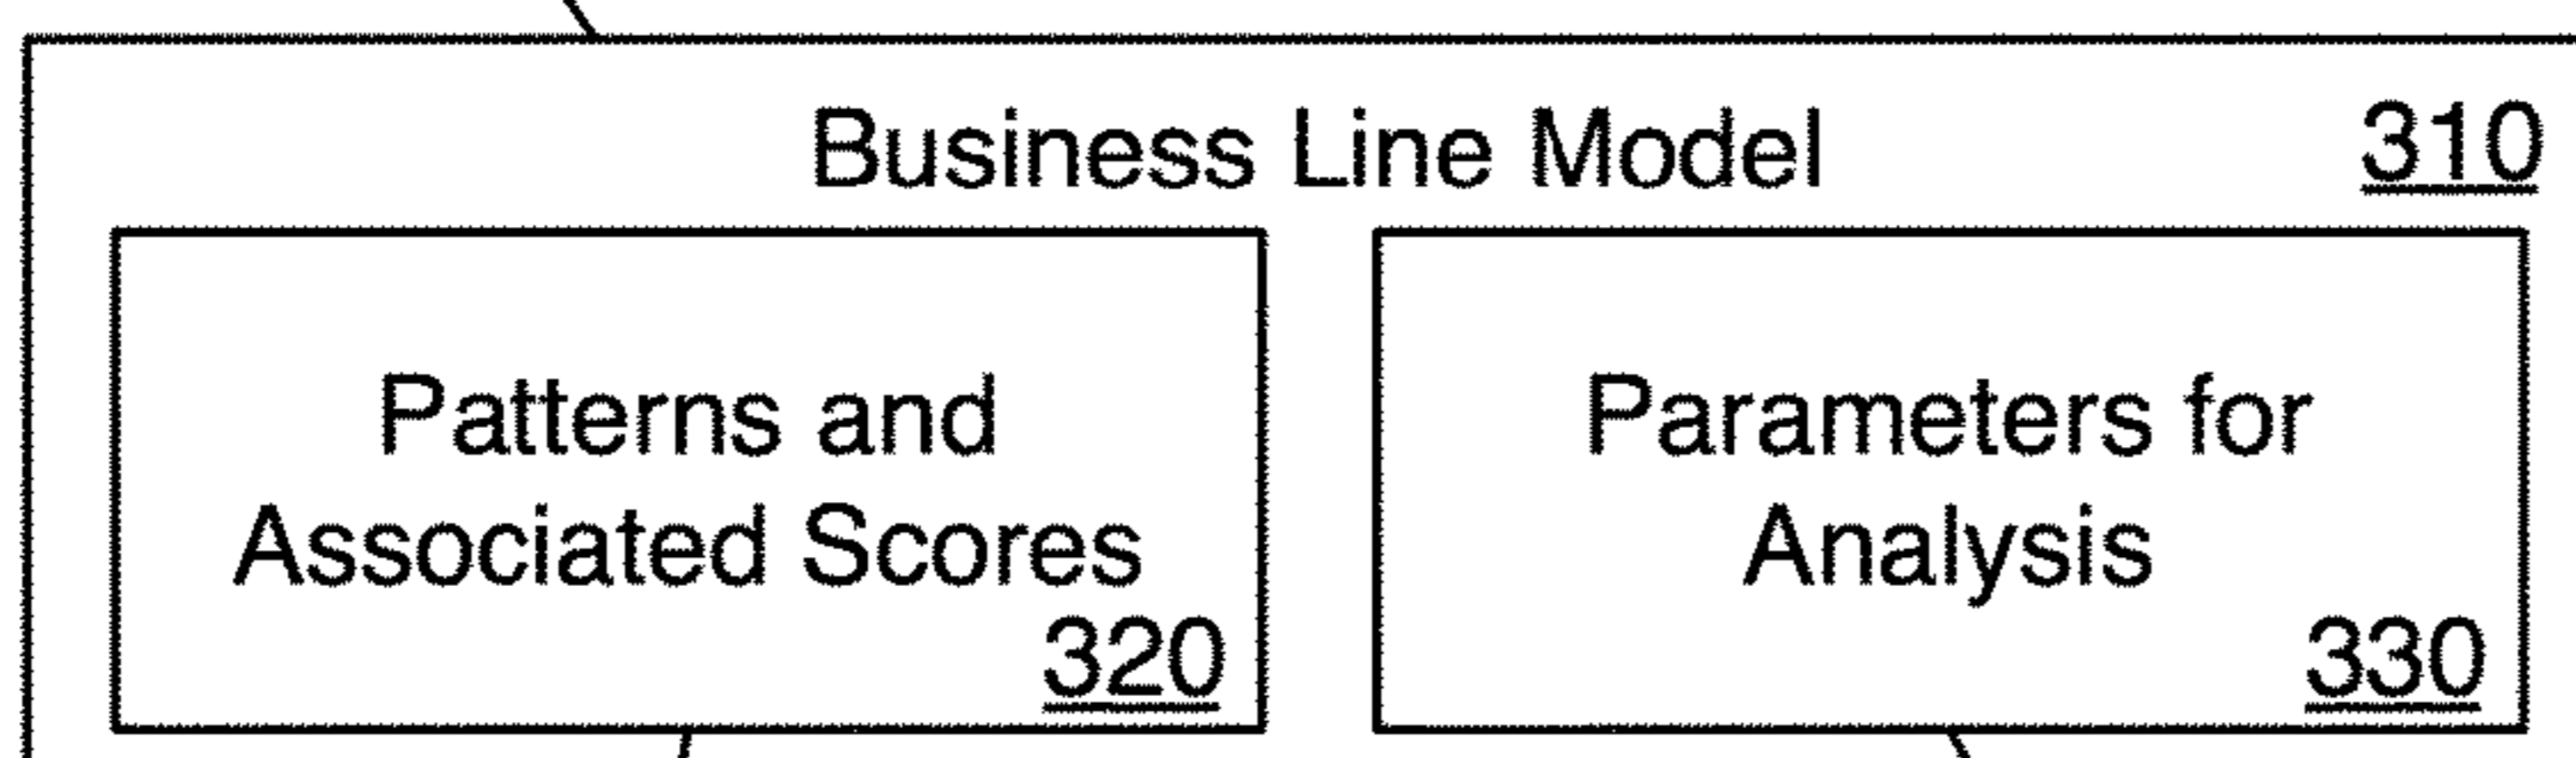 Business Line Model 310
Patterns and
Associated Scores
320
Parameters for
Analysis
330